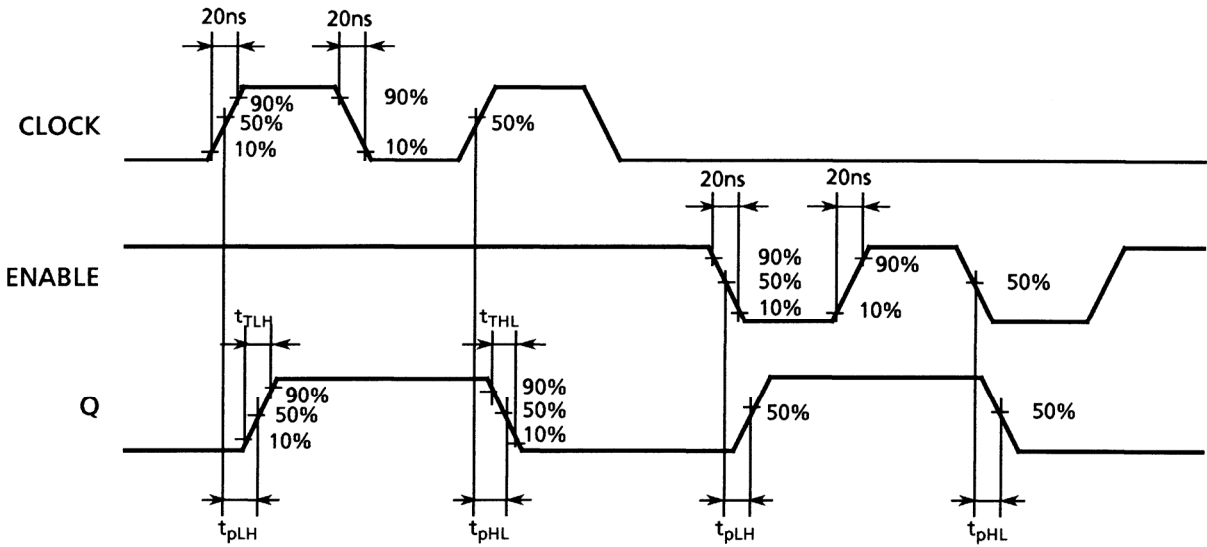 20ns 20ns
CLOCK 90% 50% 10% 90% 10% 50%
20ns 20ns
ENABLE 90% 50% 10% 90% 10% 50%
tTLH tTHL
Q 90% 50% 10% 90% 50% 10% 50% 50%
tpLH tpHL tpLH tpHL